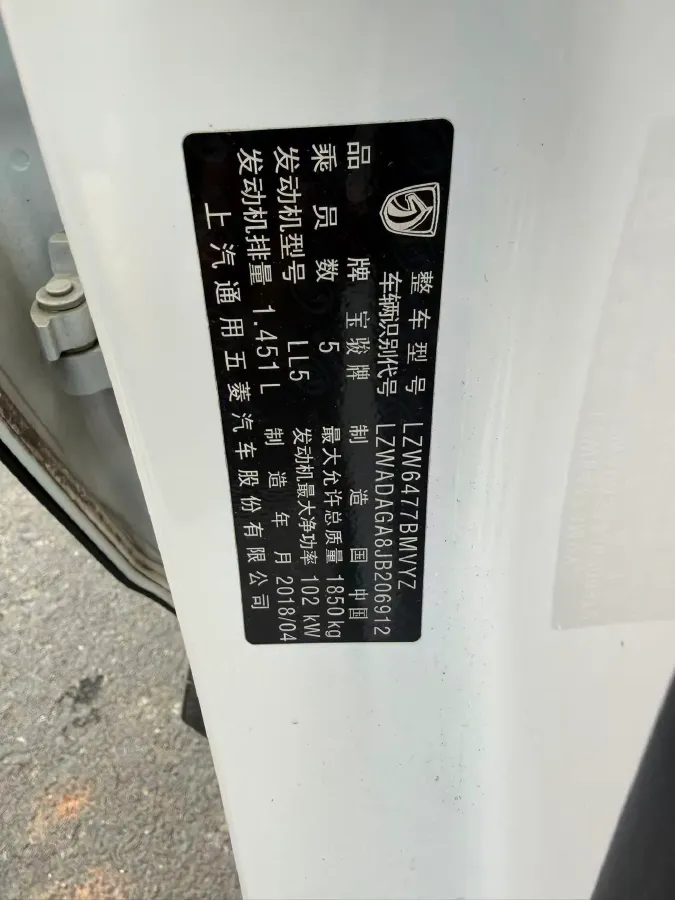 整车型号 LZW6477BMVYZ
车辆识别代号 LZWADAGA8JB206912
品牌 宝骏牌 制造国 中国
乘员数 5 最大允许总质量 1850kg
发动机型号 LL5 发动机最大净功率 102 kW
发动机排量 1.451L 制造年月 2018/04
上汽通用五菱汽车股份有限公司